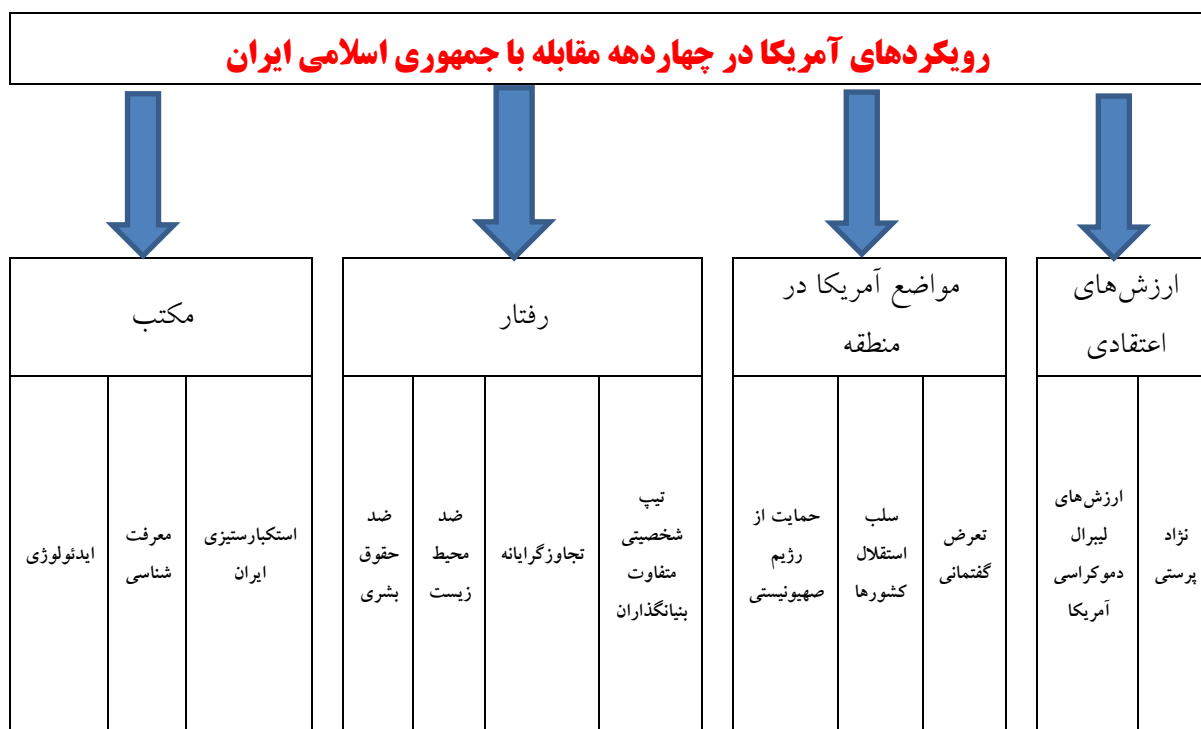 رویکردهای آمریکا در چهاردهه مقابله با جمهوری اسلامی ایران
ارزش‌های
اعتقادی
مواضع آمریکا در
منطقه
رفتار
مکتب
نژاد
پرستی
ارزش‌های
لیبرال
دموکراسی
آمریکا
تعرض
گفتمانی
سلب
استقلال
کشورها
حمایت از
رژیم
صهیونیستی
تیپ
شخصیتی
متفاوت
بنیانگذاران
تجاوزگرایانه
ضد
محیط
زیست
ضد
حقوق
بشری
استکبارستیزی
ایران
معرفت
شناسی
ایدئولوژی